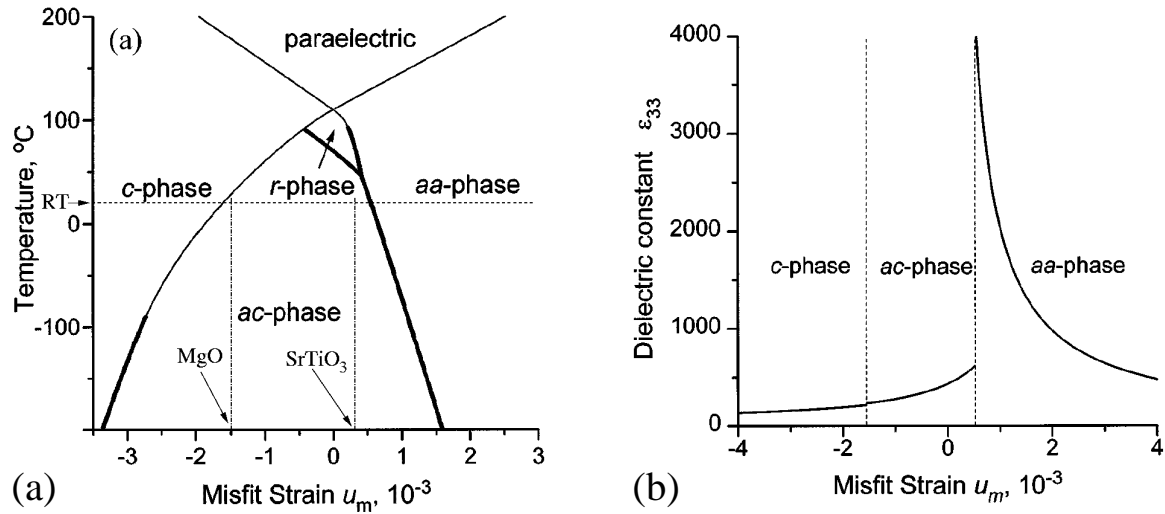 200
100
0
-100
Temperature, ºC
(a)
paraelectric
c-phase
r-phase
aa-phase
RT
ac-phase
MgO
SrTiO3
-3
-2
-1
0
1
2
3
Misfit Strain um, 10-3
(a)
4000
3000
2000
1000
0
Dielectric constant ε33
c-phase
ac-phase
aa-phase
-4
-2
0
2
4
Misfit Strain um, 10-3
(b)